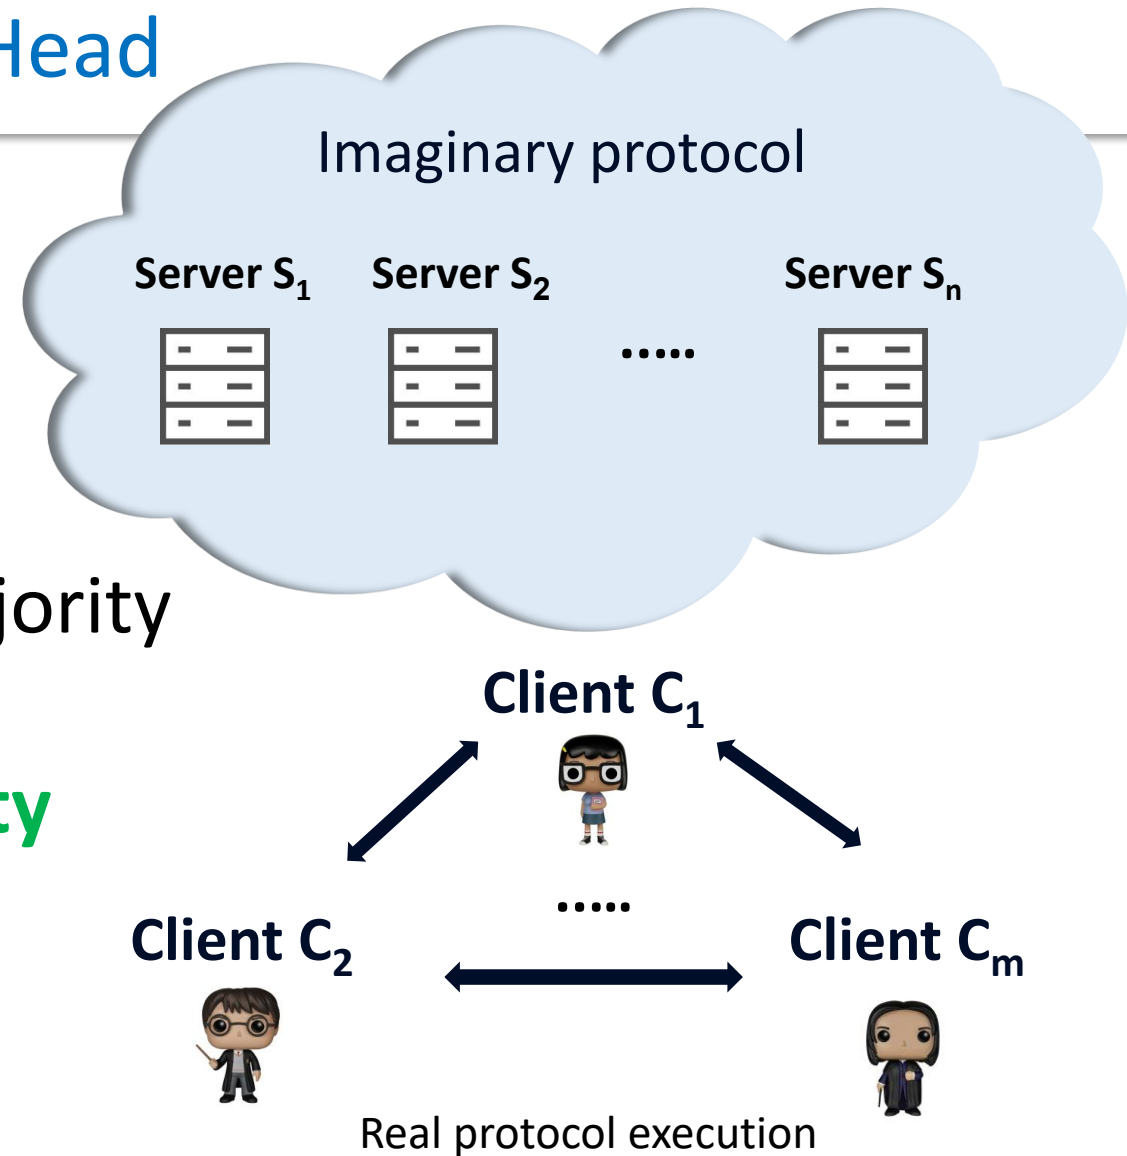 Head
Imaginary protocol
Server S1 Server S2 Server Sn
.....
jority
Client C1
ty
.....
Client C2 Client Cm
Real protocol execution